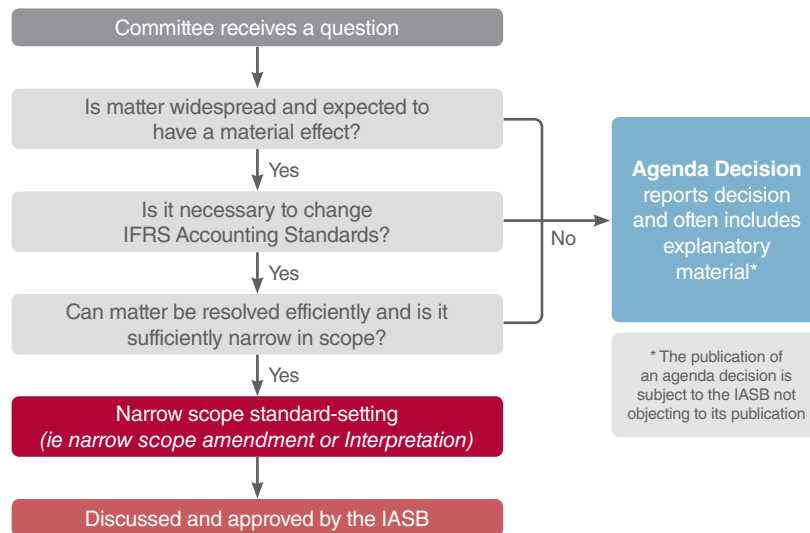 Committee receives a question
Is matter widespread and expected to
have a material effect?
Yes
Is it necessary to change
IFRS Accounting Standards?
Yes
Can matter be resolved efficiently and is it
sufficiently narrow in scope?
Yes
Narrow scope standard-setting
(ie narrow scope amendment or Interpretation)
Discussed and approved by the IASB
No
Agenda Decision
reports decision
and often includes
explanatory
material*
* The publication of
an agenda decision is
subject to the IASB not
objecting to its publication